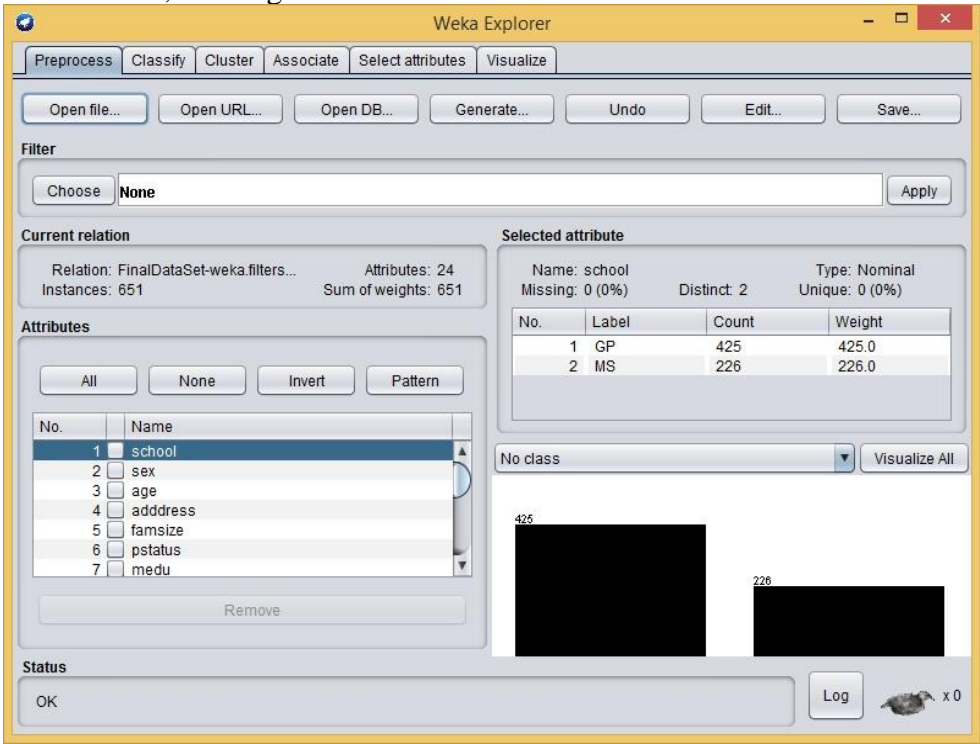 Weka Explorer
Preprocess Classify Cluster Associate Select attributes Visualize
Open file... Open URL... Open DB... Generate... Undo Edit... Save...
Filter
Choose None Apply
Current relation
Relation: FinalDataSet-weka.filters... Attributes: 24
Instances: 651 Sum of weights: 651
Attributes
All None Invert Pattern
No. Name
1 school
2 sex
3 age
4 adddress
5 famsize
6 pstatus
7 medu
Remove
Selected attribute
Name: school Type: Nominal
Missing: 0 (0%) Distinct: 2 Unique: 0 (0%)
No. Label Count Weight
1 GP 425 425.0
2 MS 226 226.0
No class Visualize All
425
226
Status
OK Log x 0